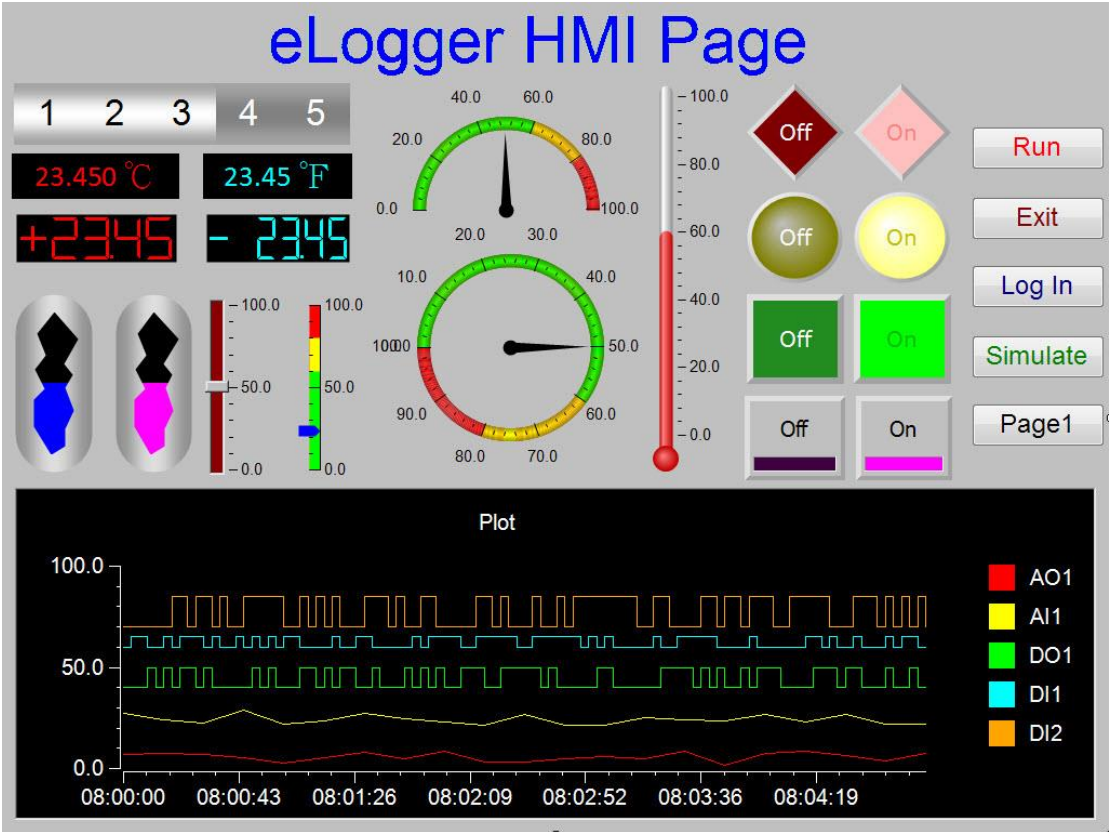 eLogger HMI Page
1 2 3 4 5
23.450 ℃
23.45 °F
+23.45
- 23.45
100.0
50.0
0.0
100.0
50.0
0.0
40.0 60.0
20.0 80.0
0.0 100.0
20.0 30.0
10.0 40.0
50.0
90.0 60.0
80.0 70.0
100.0
80.0
60.0
40.0
20.0
0.0
Off On
Off On
Off On
Off On
Run
Exit
Log In
Simulate
Page1
Plot
100.0
50.0
0.0
08:00:00 08:00:43 08:01:26 08:02:09 08:02:52 08:03:36 08:04:19
AO1
AI1
DO1
DI1
DI2